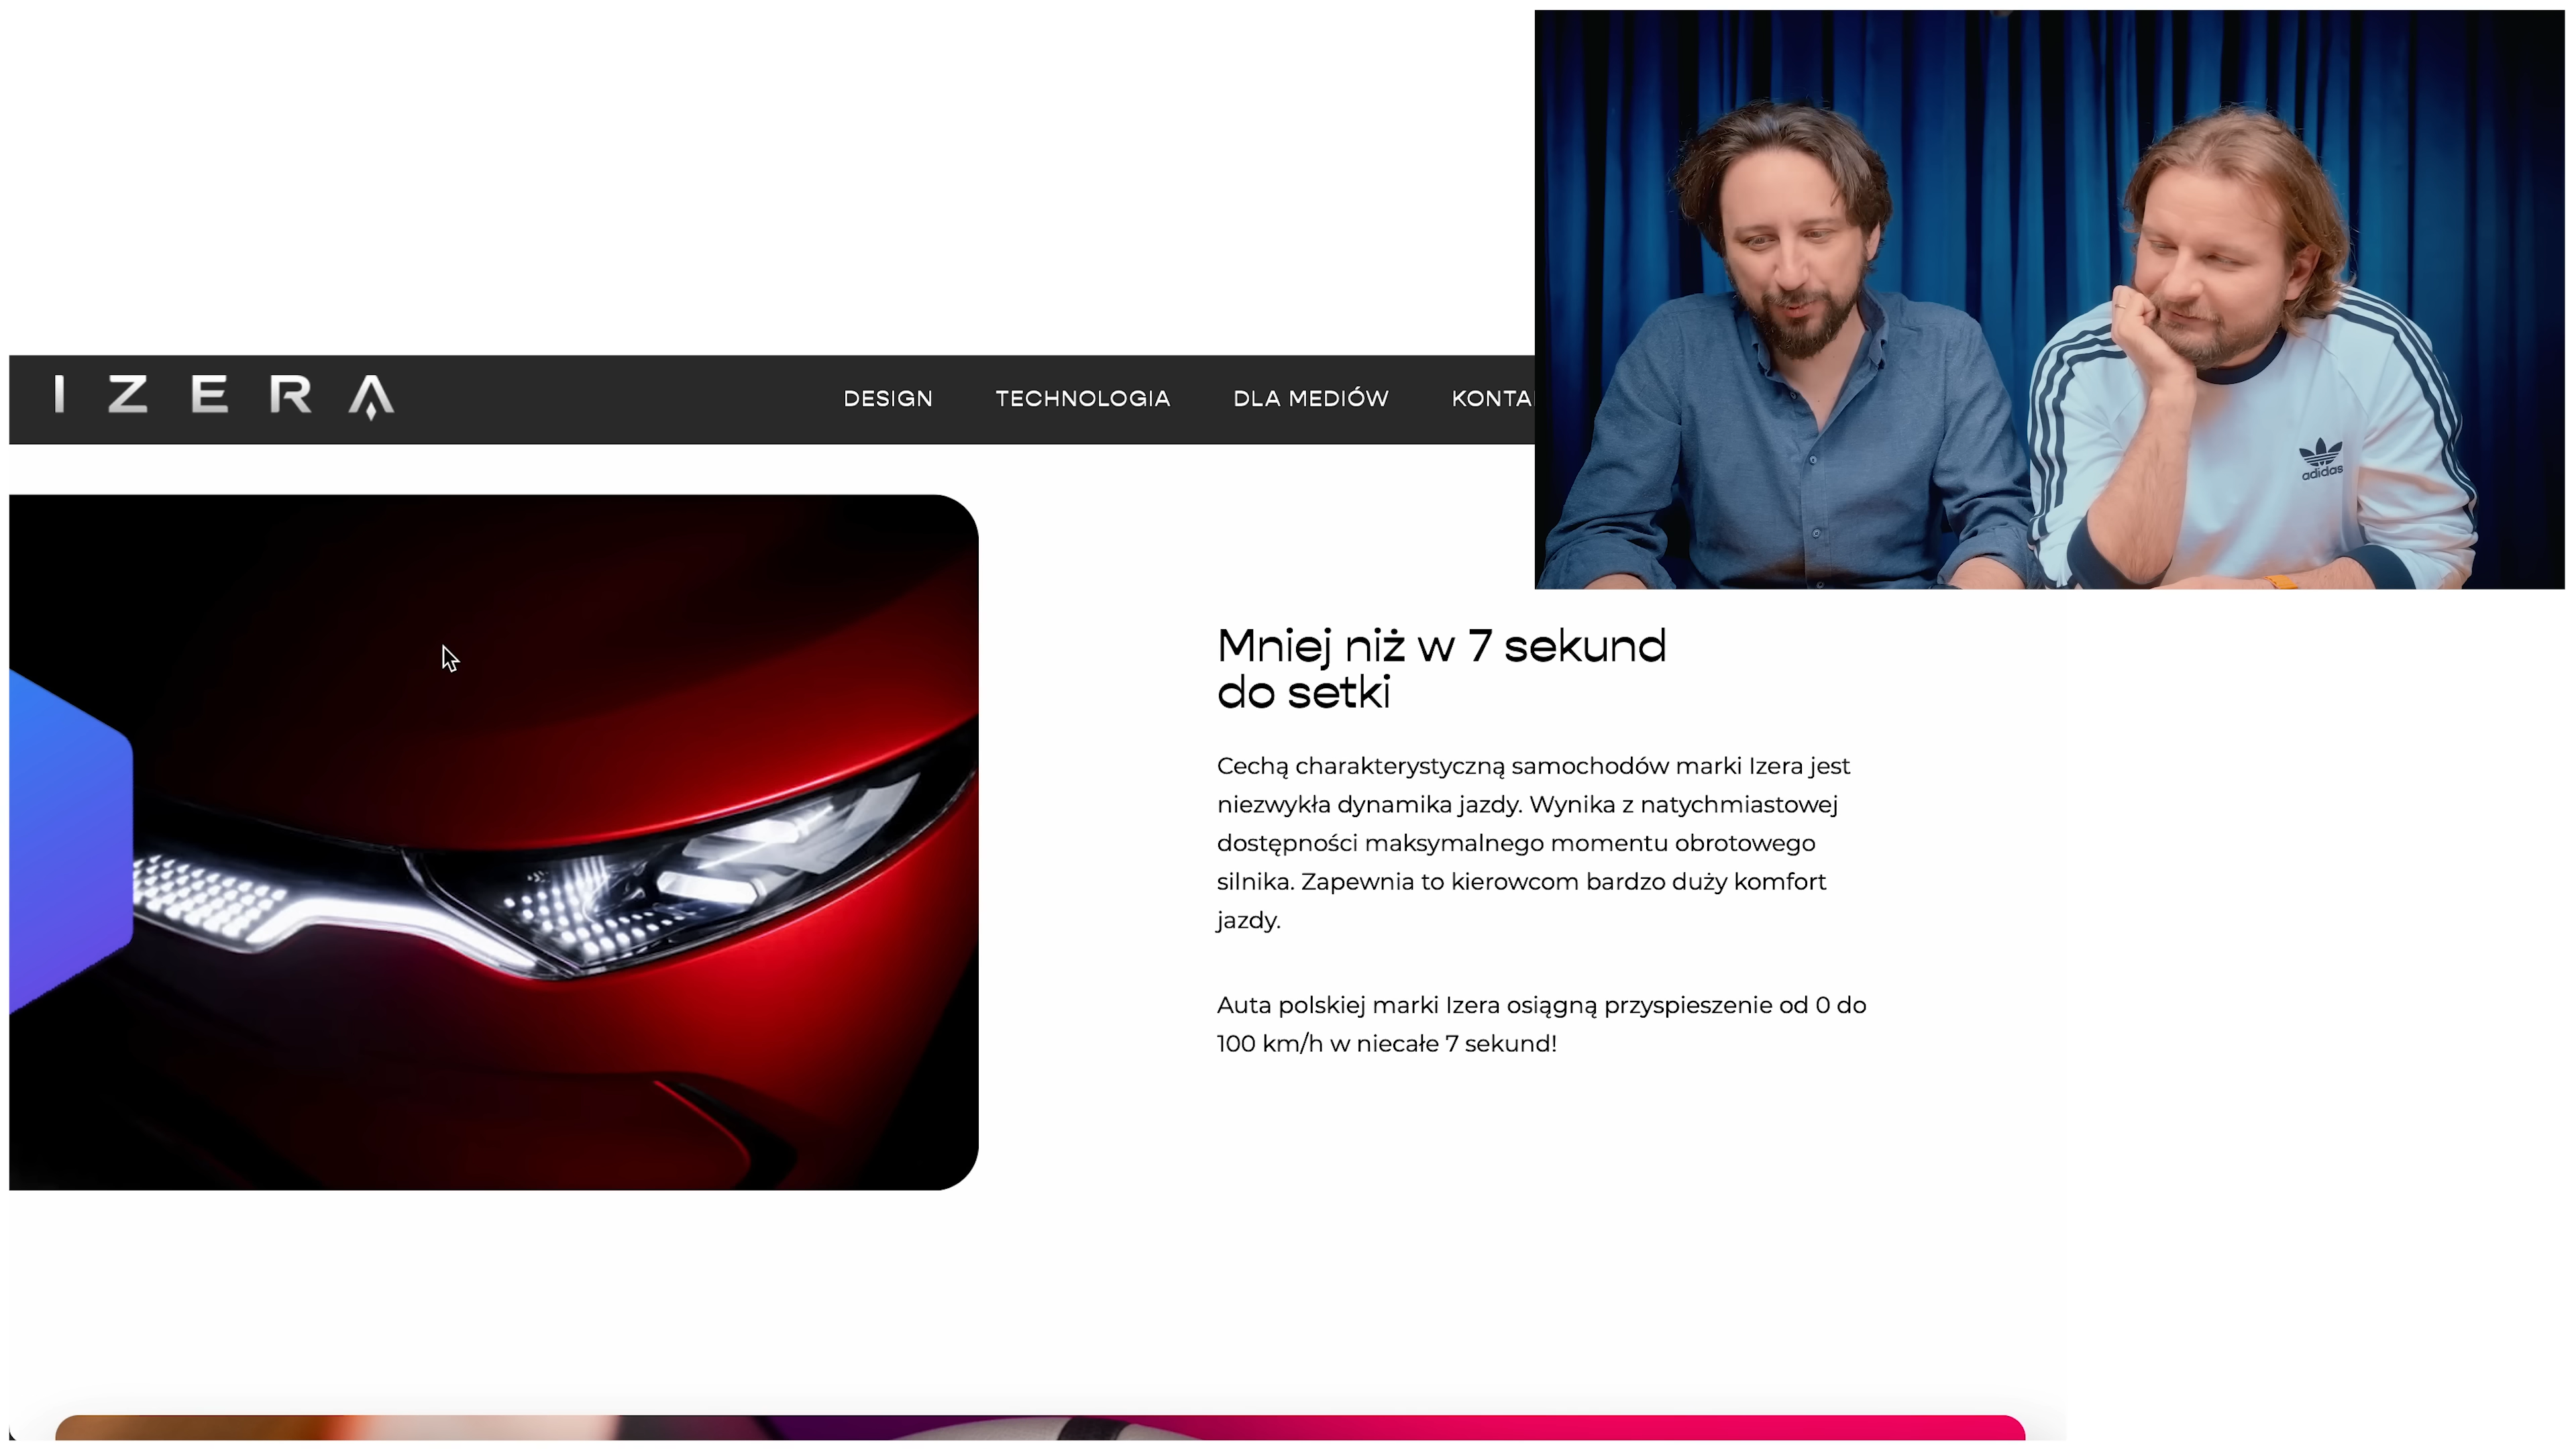 IZERA
DESIGN
TECHNOLOGIA
DLA MEDIÓW
adidas
Mniej niż w 7 sekund
do setki
Cechą charakterystyczną samochodów marki Izera jest
niezwykła dynamika jazdy. Wynika z natychmiastowej
dostępności maksymalnego momentu obrotowego
silnika. Zapewnia to kierowcom bardzo duży komfort
jazdy.
Auta polskiej marki Izera osiągną przyspieszenie od 0 do
100 km/h w niecałe 7 sekund!